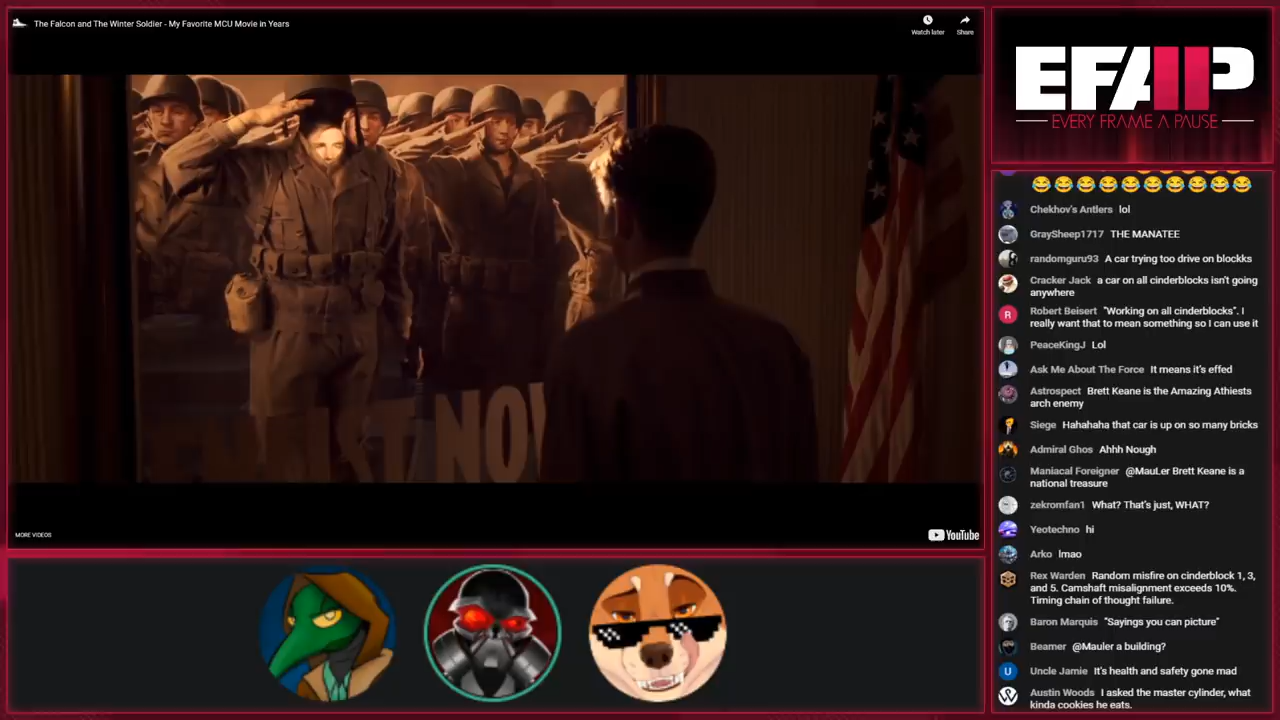 The Falcon and The Winter Soldier - My Favorite MCU Movie in Years
Watch later
Share
ENLIST NOW
MORE VIDEOS
YouTube
EFAP
EVERY FRAME A PAUSE
😂😂😂😂😂😂😂😂😂😂
Chekhov's Antlers lol
GraySheep1717 THE MANATEE
randomguru93 A car trying too drive on blockks
Cracker Jack a car on all cinderblocks isn't going
anywhere
R
Robert Beisert "Working on all cinderblocks". I
really want that to mean something so I can use it
PeaceKingJ Lol
Ask Me About The Force It means it's effed
Astrospect Brett Keane is the Amazing Athiests
arch enemy
Siege Hahahaha that car is up on so many bricks
Admiral Ghos Ahhh Nough
Maniacal Foreigner @MauLer Brett Keane is a
national treasure
zekromfan1 What? That's just, WHAT?
Yeotechno hi
Arko lmao
Rex Warden Random misfire on cinderblock 1, 3,
and 5. Camshaft misalignment exceeds 10%.
Timing chain of thought failure.
Baron Marquis "Sayings you can picture"
Beamer @Mauler a building?
U
Uncle Jamie It's health and safety gone mad
Austin Woods I asked the master cylinder, what
kinda cookies he eats.